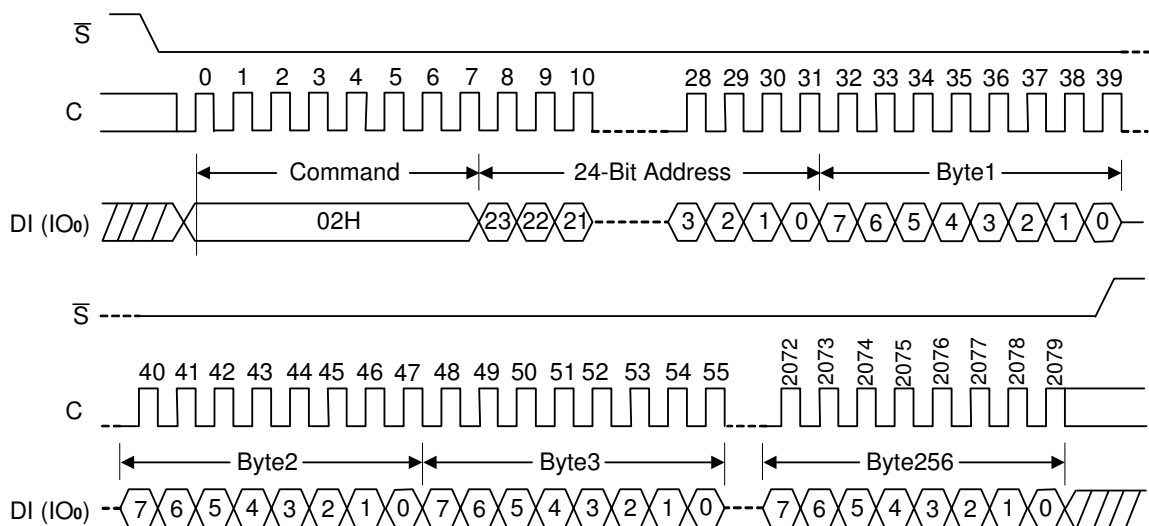 S
0 1 2 3 4 5 6 7 8 9 10 28 29 30 31 32 33 34 35 36 37 38 39
C
Command 24-Bit Address Byte1
DI (IO0) 02H 23 22 21 3 2 1 0 7 6 5 4 3 2 1 0
S
40 41 42 43 44 45 46 47 48 49 50 51 52 53 54 55 2072 2073 2074 2075 2076 2077 2078 2079
C
Byte2 Byte3 Byte256
DI (IO0) 7 6 5 4 3 2 1 0 7 6 5 4 3 2 1 0 7 6 5 4 3 2 1 0